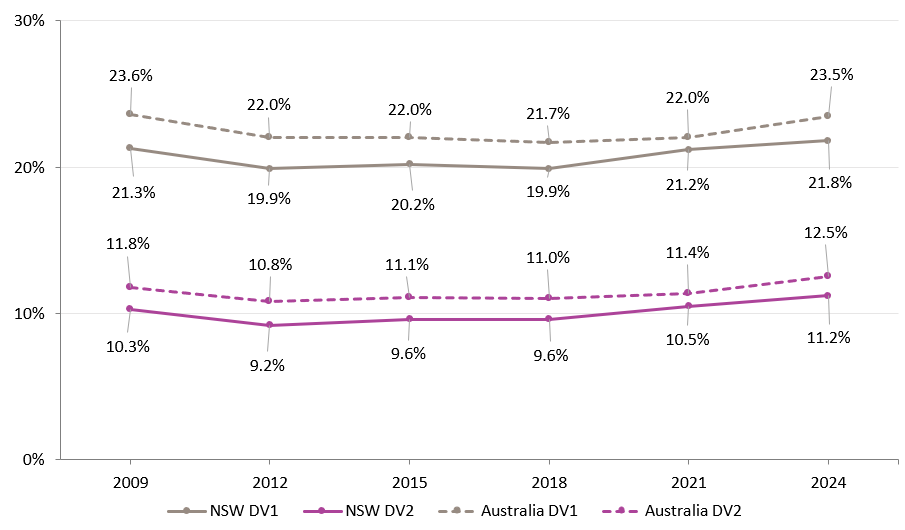 30%
23.6% 22.0% 22.0% 21.7% 22.0% 23.5%
20%
21.3% 19.9% 20.2% 19.9% 21.2% 21.8%
11.8% 10.8% 11.1% 11.0% 11.4% 12.5%
10%
10.3% 9.2% 9.6% 9.6% 10.5% 11.2%
0%
2009 2012 2015 2018 2021 2024
NSW DV1 NSW DV2 Australia DV1 Australia DV2